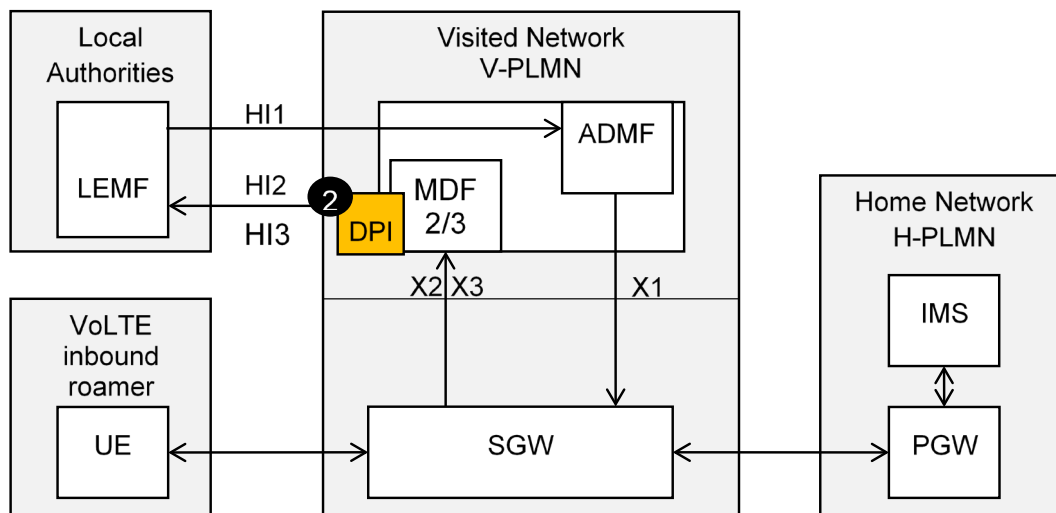 Local
Authorities
LEMF
HI1
HI2
HI3
Visited Network
V-PLMN
ADMF
2
DPI
MDF
2/3
X2
X3
X1
Home Network
H-PLMN
IMS
PGW
VoLTE
inbound
roamer
UE
SGW